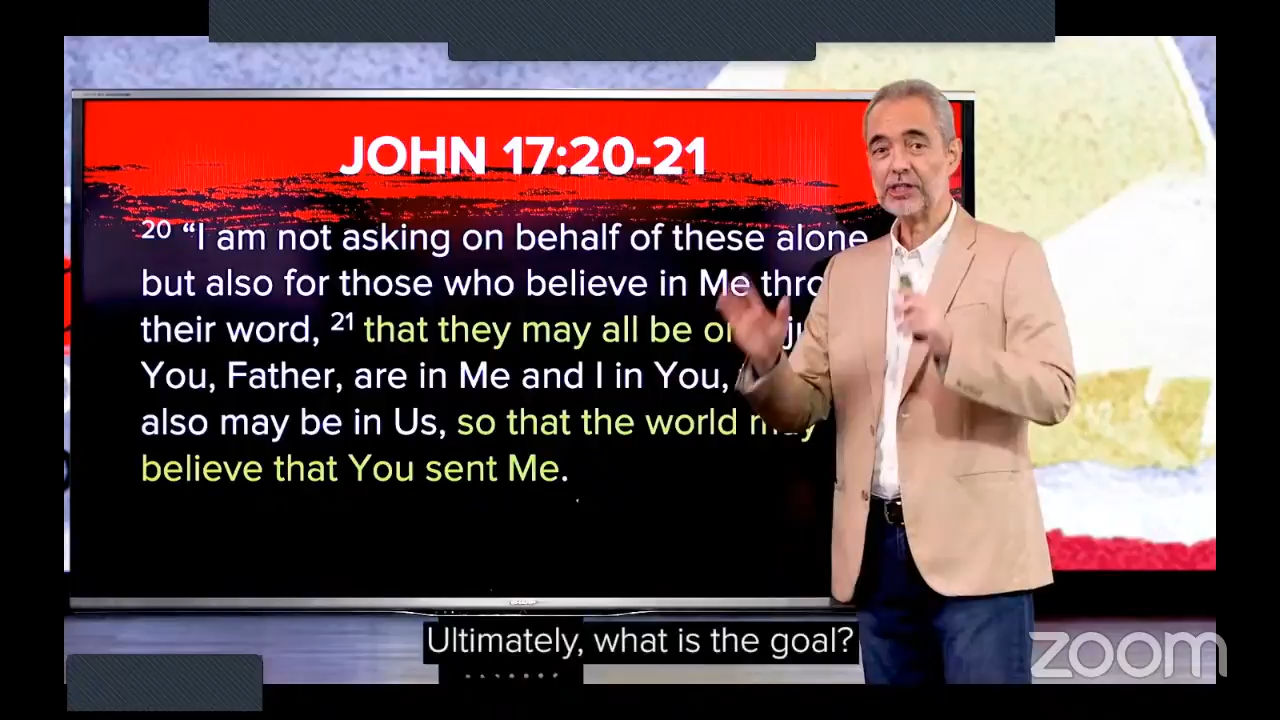 JOHN 17:20-21
20 “I am not asking on behalf of these alone
but also for those who believe in Me
their word, 21 that they may all be
You, Father, are in Me and I in You,
also may be in Us, so that the world may
believe that You sent Me.
Ultimately, what is the goal?
zoom